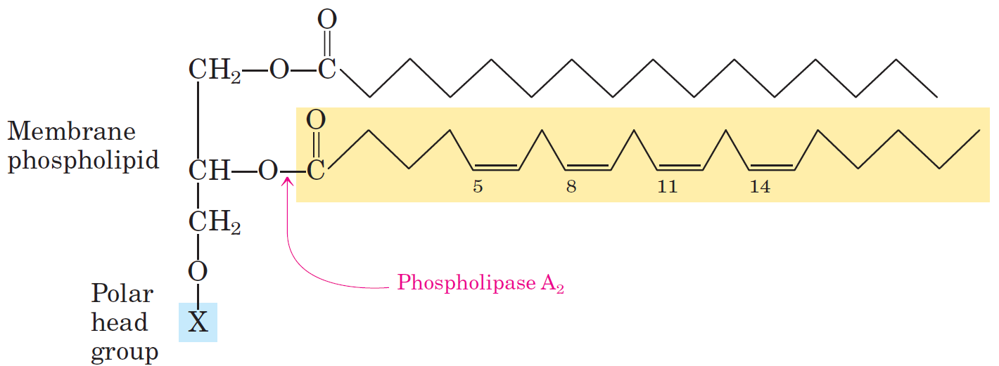 O
CH₂—O—C
O
Membrane
phospholipid
CH—O—C
5 8 11 14
CH₂
O
Phospholipase A₂
Polar
head
group
X